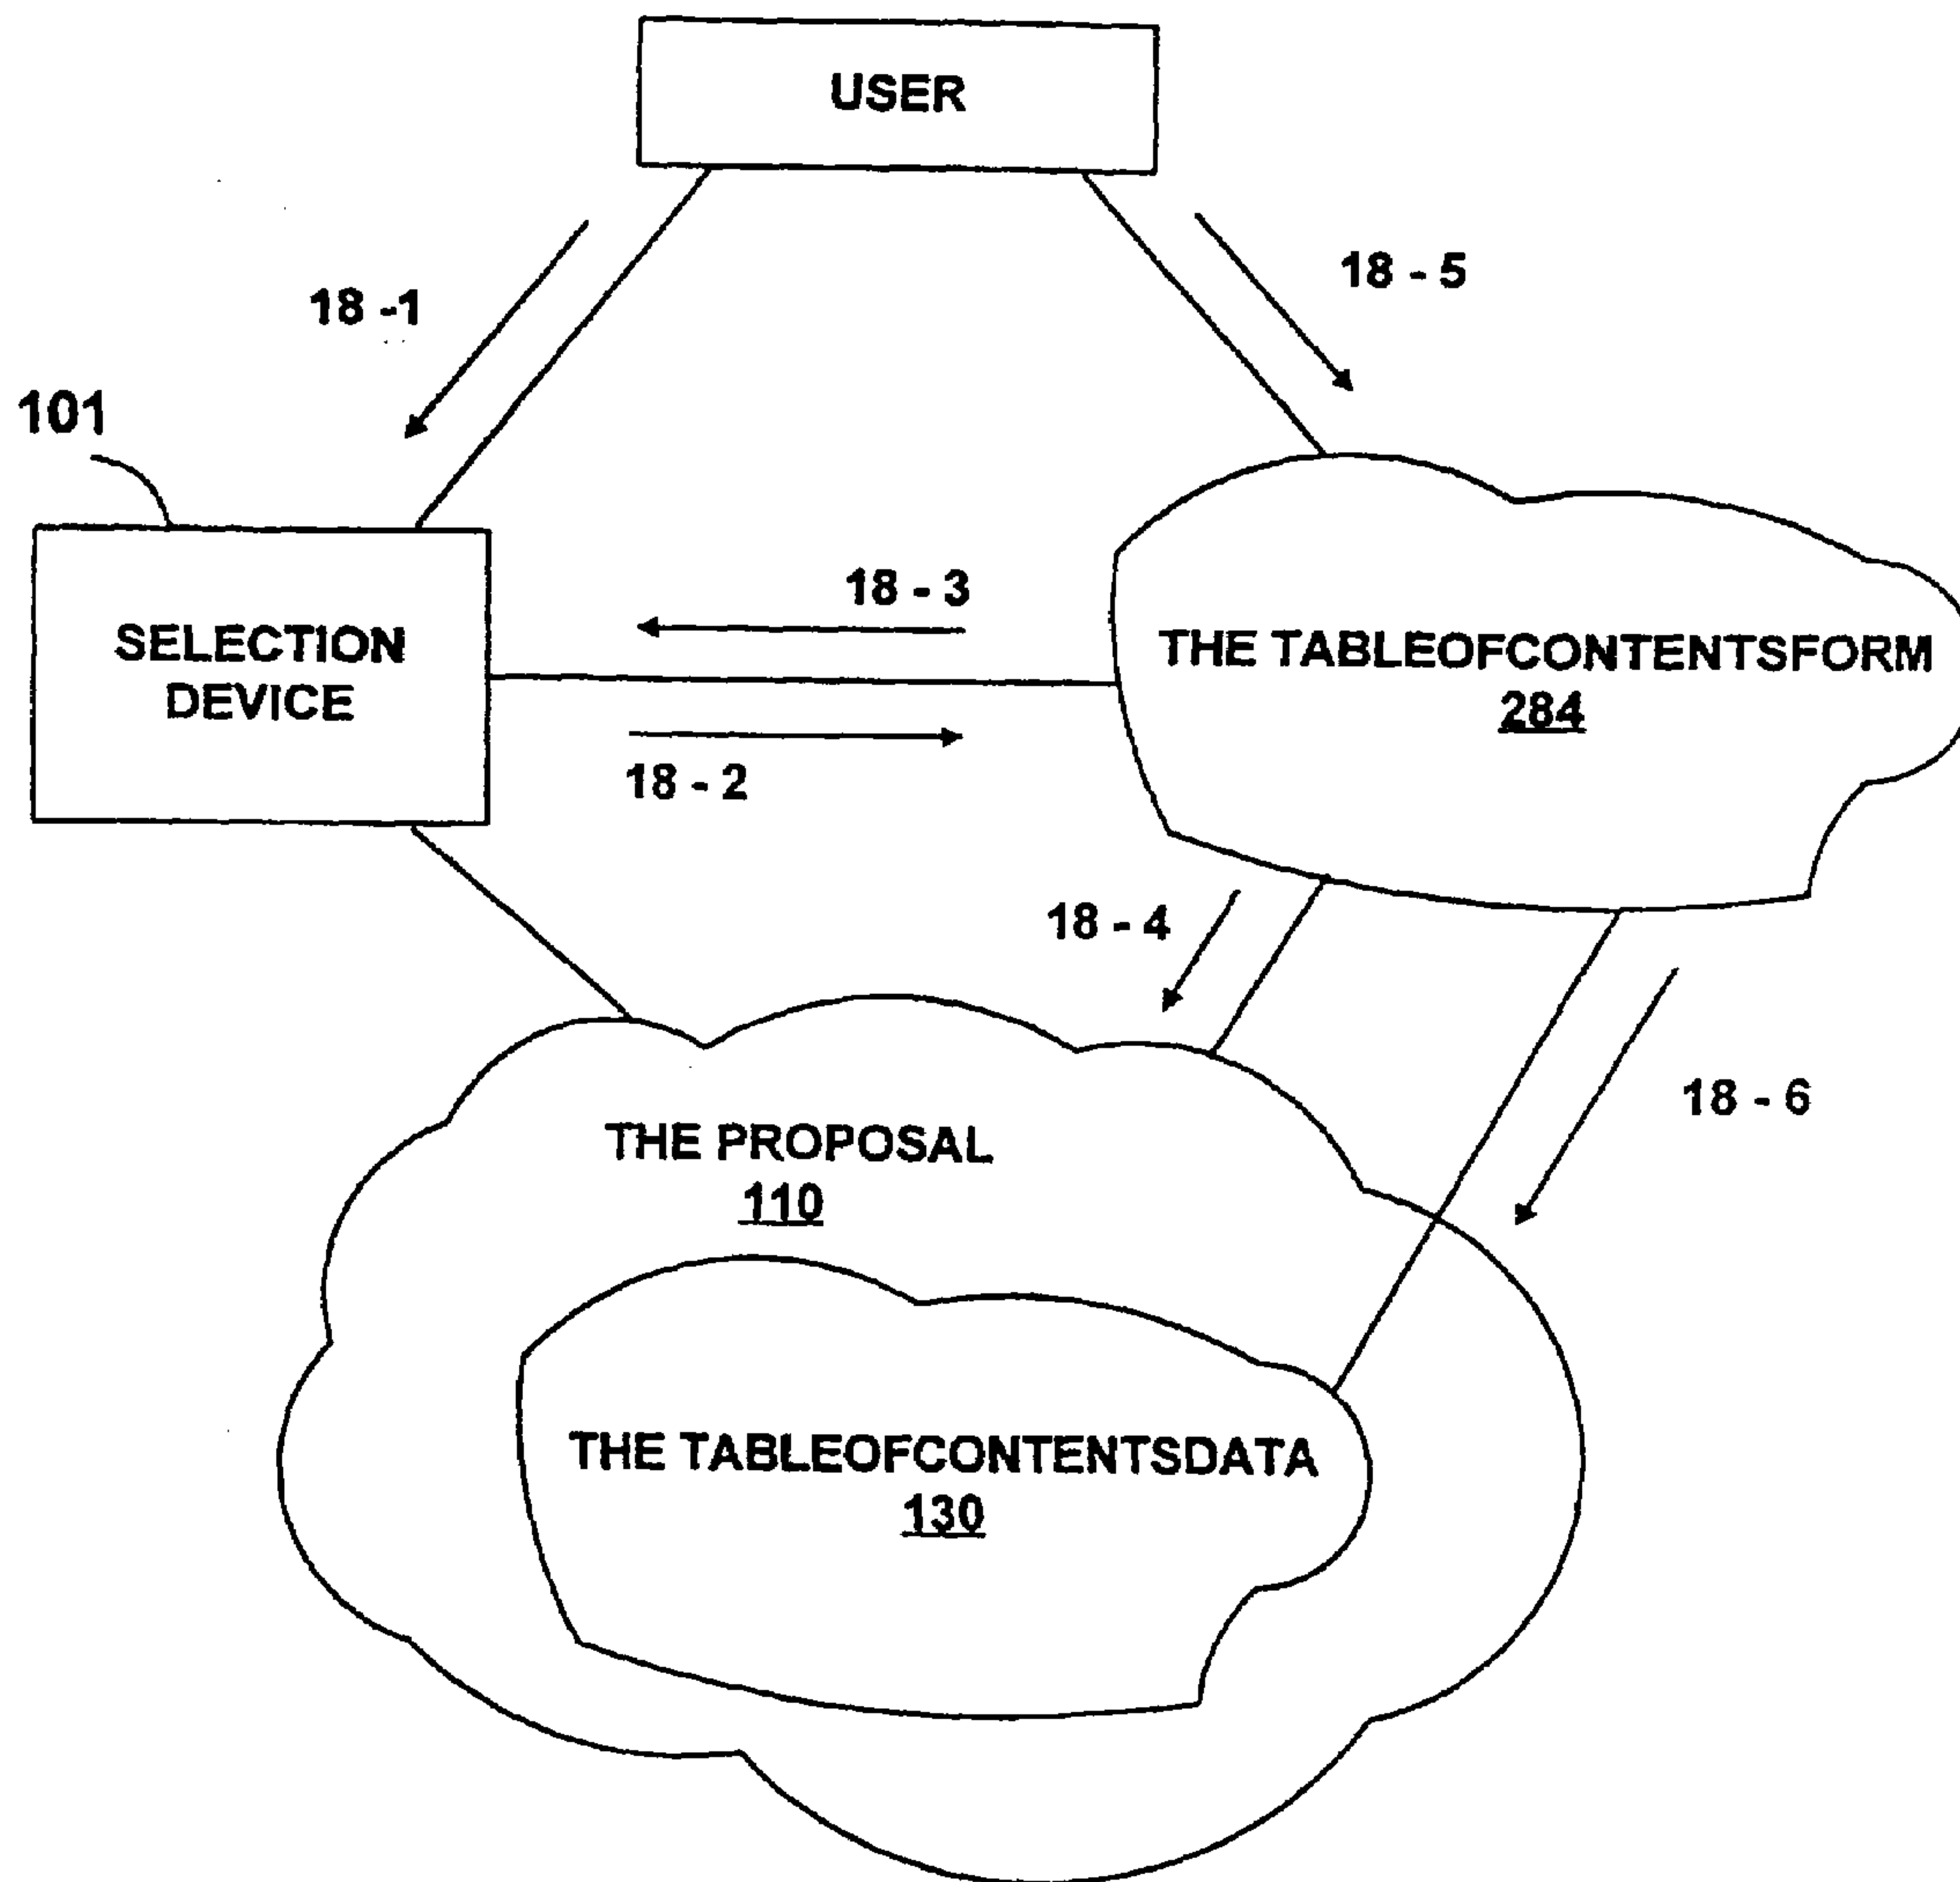 USER
18 -1
18 - 5
101
18 - 3
SELECTION
DEVICE
THE TABLEOFCONTENTSFORM
284
18 - 2
18 - 4
18 - 6
THE PROPOSAL
110
THE TABLEOFCONTENTSDATA
130